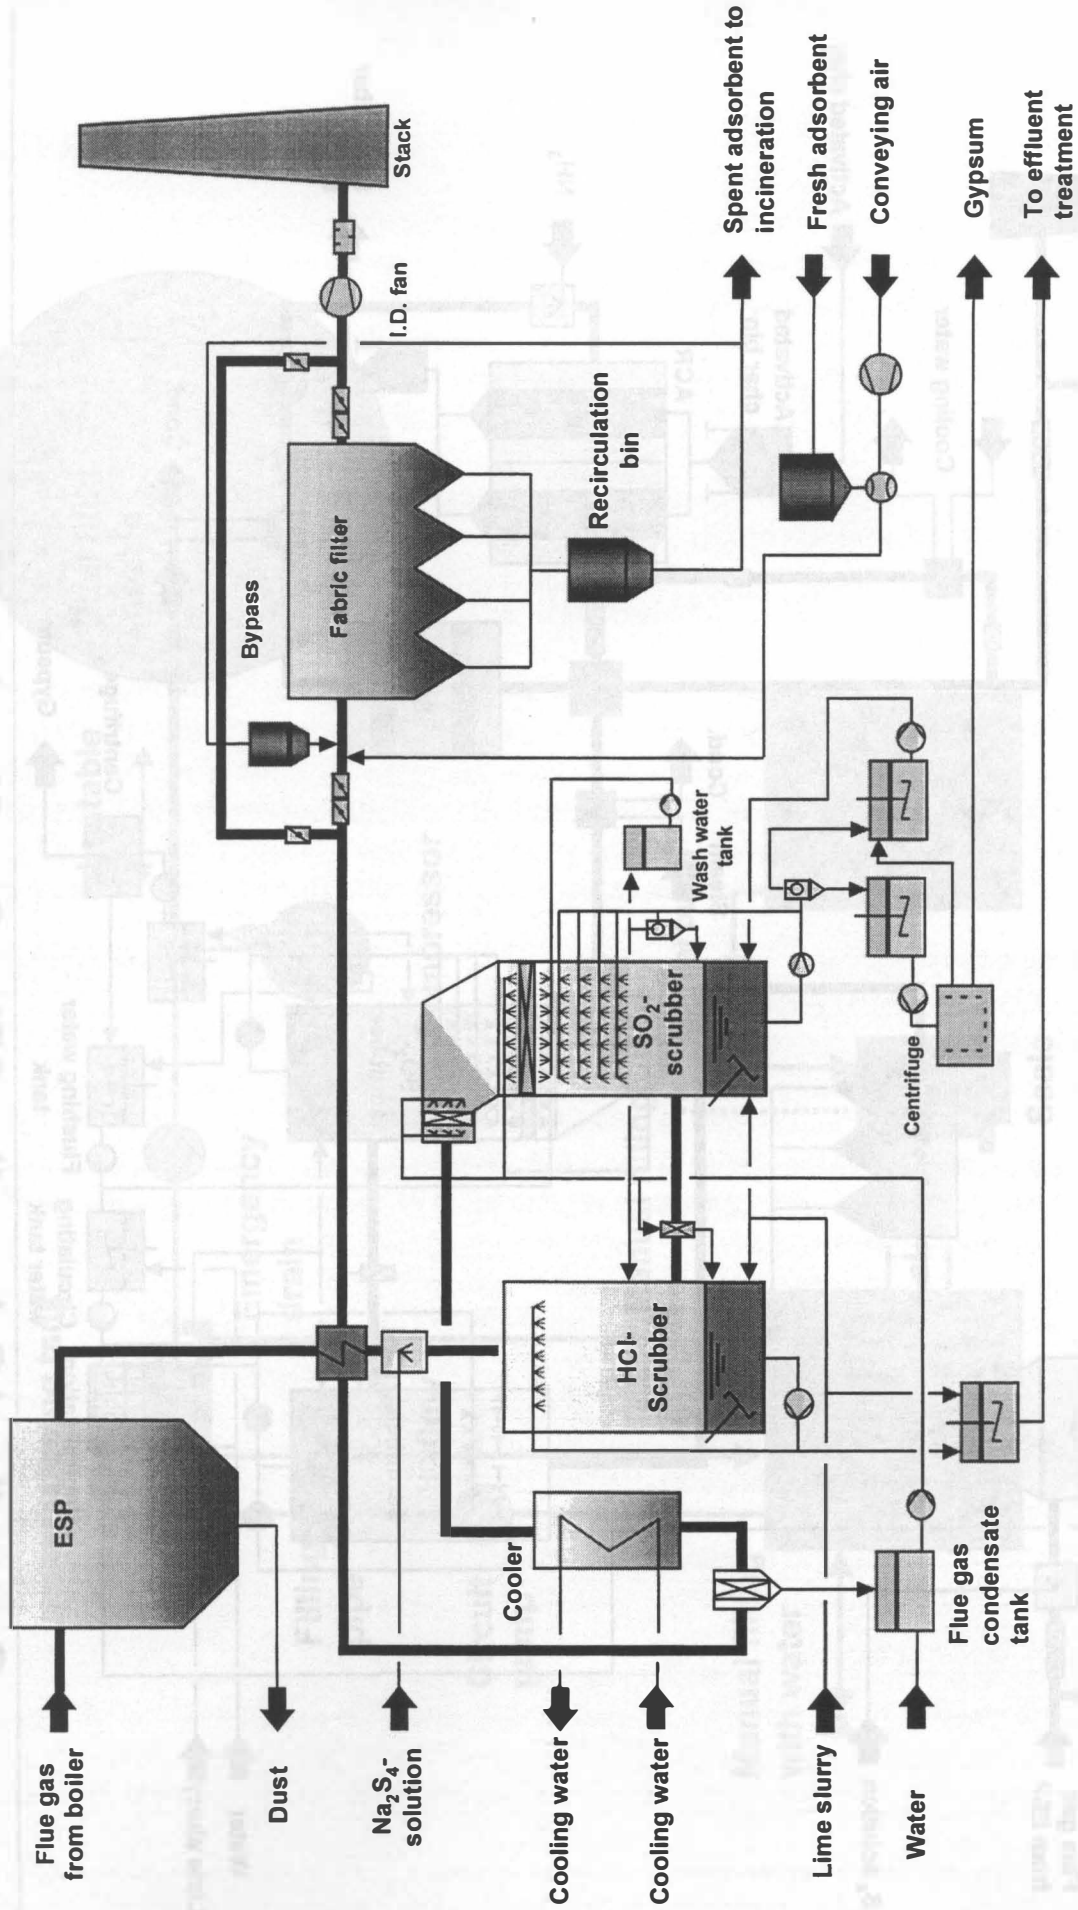 Flue gas
from boiler
Dust
Na₂S₄-
solution
Cooling water
Cooling water
Lime slurry
Water
ESP
Cooler
Flue gas
condensate
tank
HCl-
Scrubber
SO₂-
scrubber
Wash water
tank
Centrifuge
Bypass
Fabric filter
Recirculation
bin
I.D. fan
Stack
Spent adsorbent to
incineration
Fresh adsorbent
Conveying air
Gypsum
To effluent
treatment